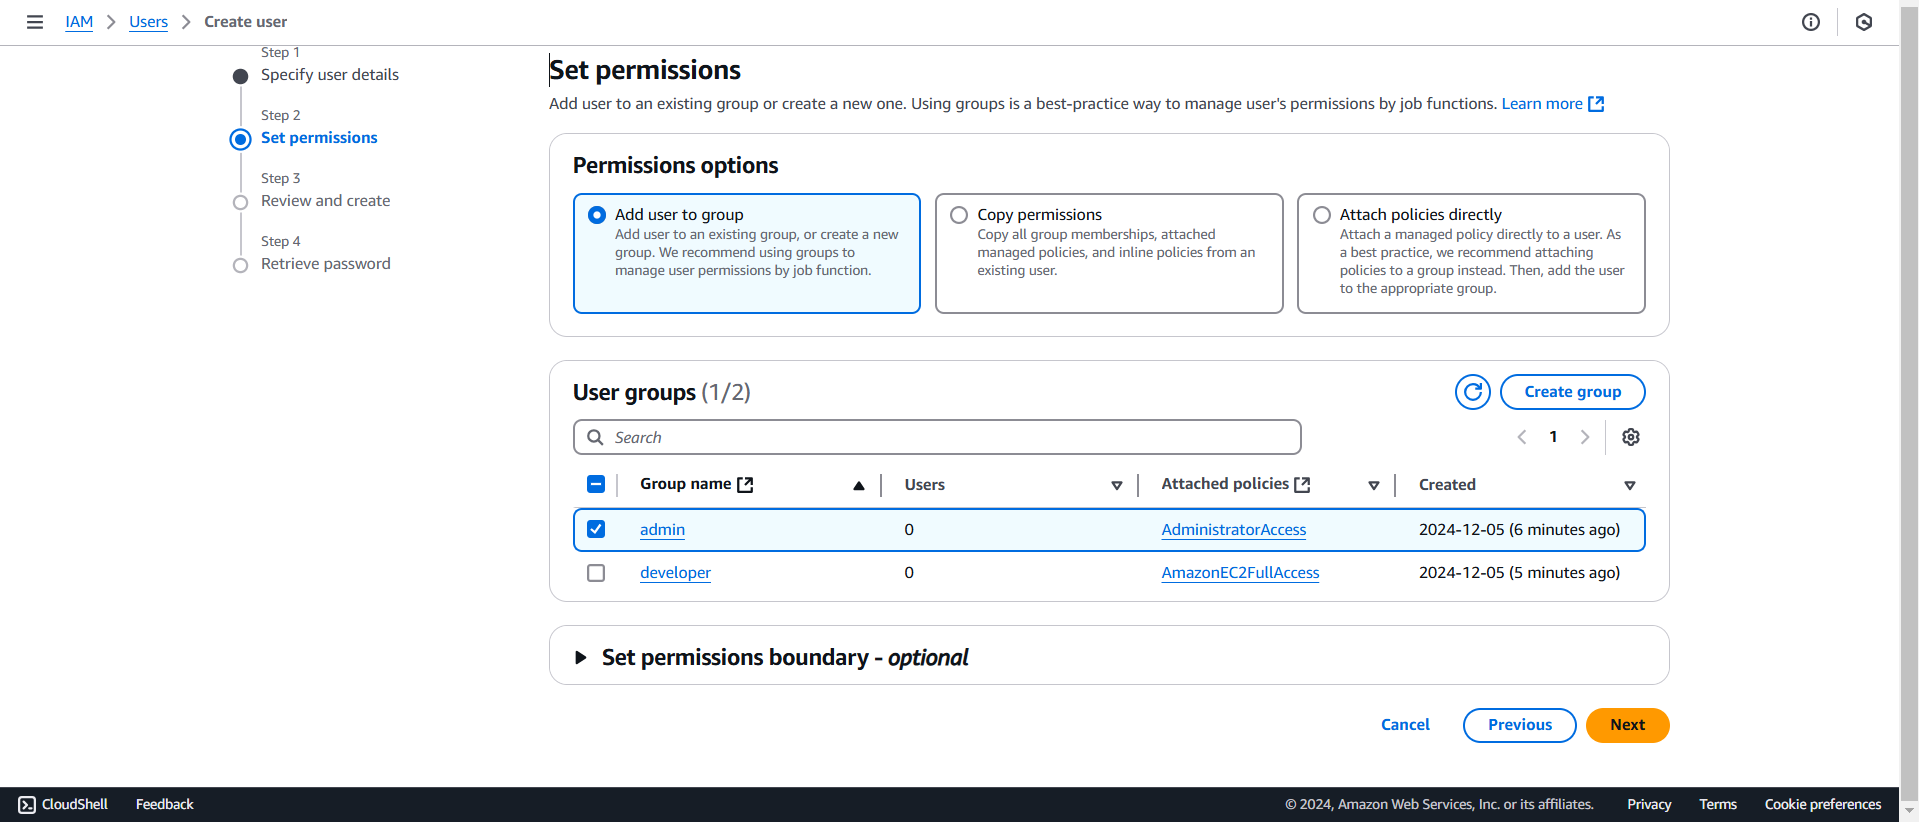 IAM > Users > Create user
Step 1
Specify user details
Step 2
Set permissions
Step 3
Review and create
Step 4
Retrieve password
Set permissions
Add user to an existing group or create a new one. Using groups is a best-practice way to manage user's permissions by job functions. Learn more
Permissions options
Add user to group
Add user to an existing group, or create a new
group. We recommend using groups to
manage user permissions by job function.
Copy permissions
Copy all group memberships, attached
managed policies, and inline policies from an
existing user.
Attach policies directly
Attach a managed policy directly to a user. As
a best practice, we recommend attaching
policies to a group instead. Then, add the user
to the appropriate group.
User groups (1/2)
Create group
Search
1
Group name Users Attached policies Created
admin 0 AdministratorAccess 2024-12-05 (6 minutes ago)
developer 0 AmazonEC2FullAccess 2024-12-05 (5 minutes ago)
Set permissions boundary - optional
Cancel Previous Next
CloudShell Feedback © 2024, Amazon Web Services, Inc. or its affiliates. Privacy Terms Cookie preferences